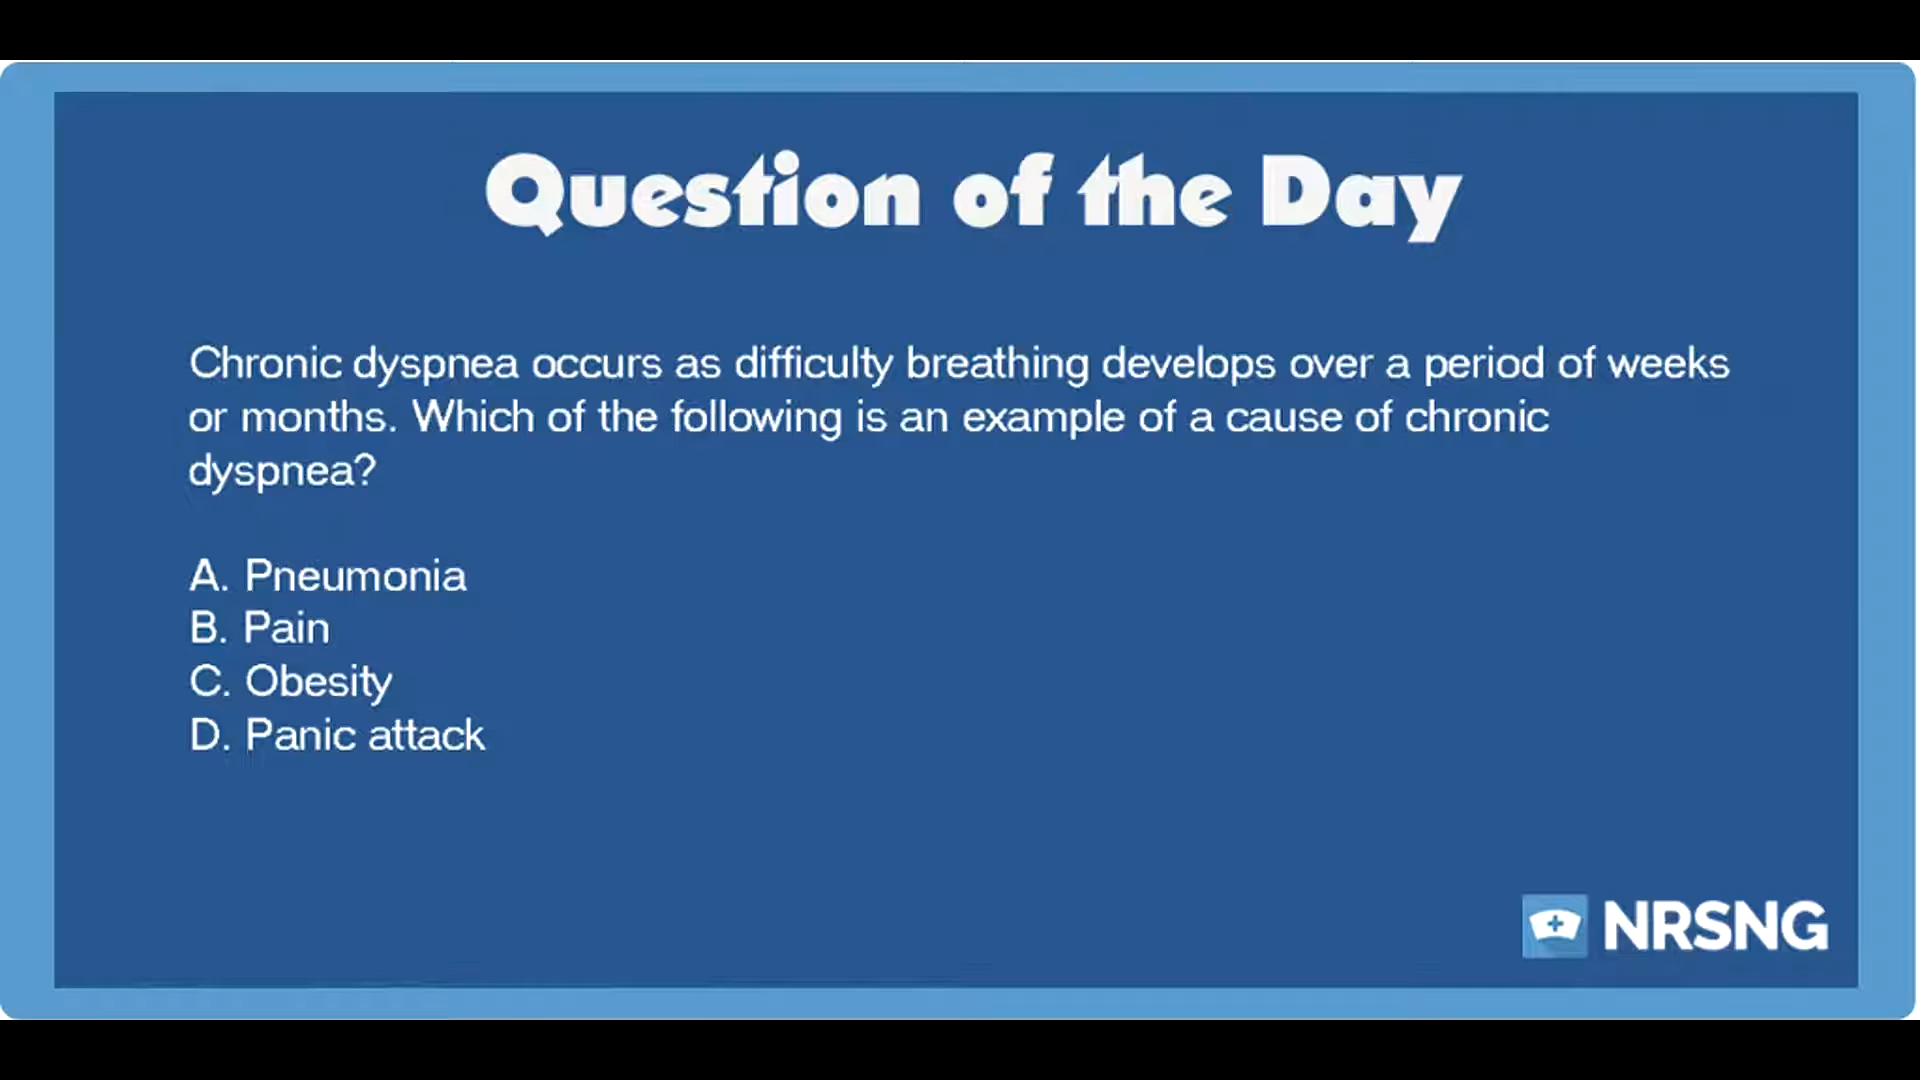 Question of the Day
Chronic dyspnea occurs as difficulty breathing develops over a period of weeks
or months. Which of the following is an example of a cause of chronic
dyspnea?
A. Pneumonia
B. Pain
C. Obesity
D. Panic attack
NRSNG